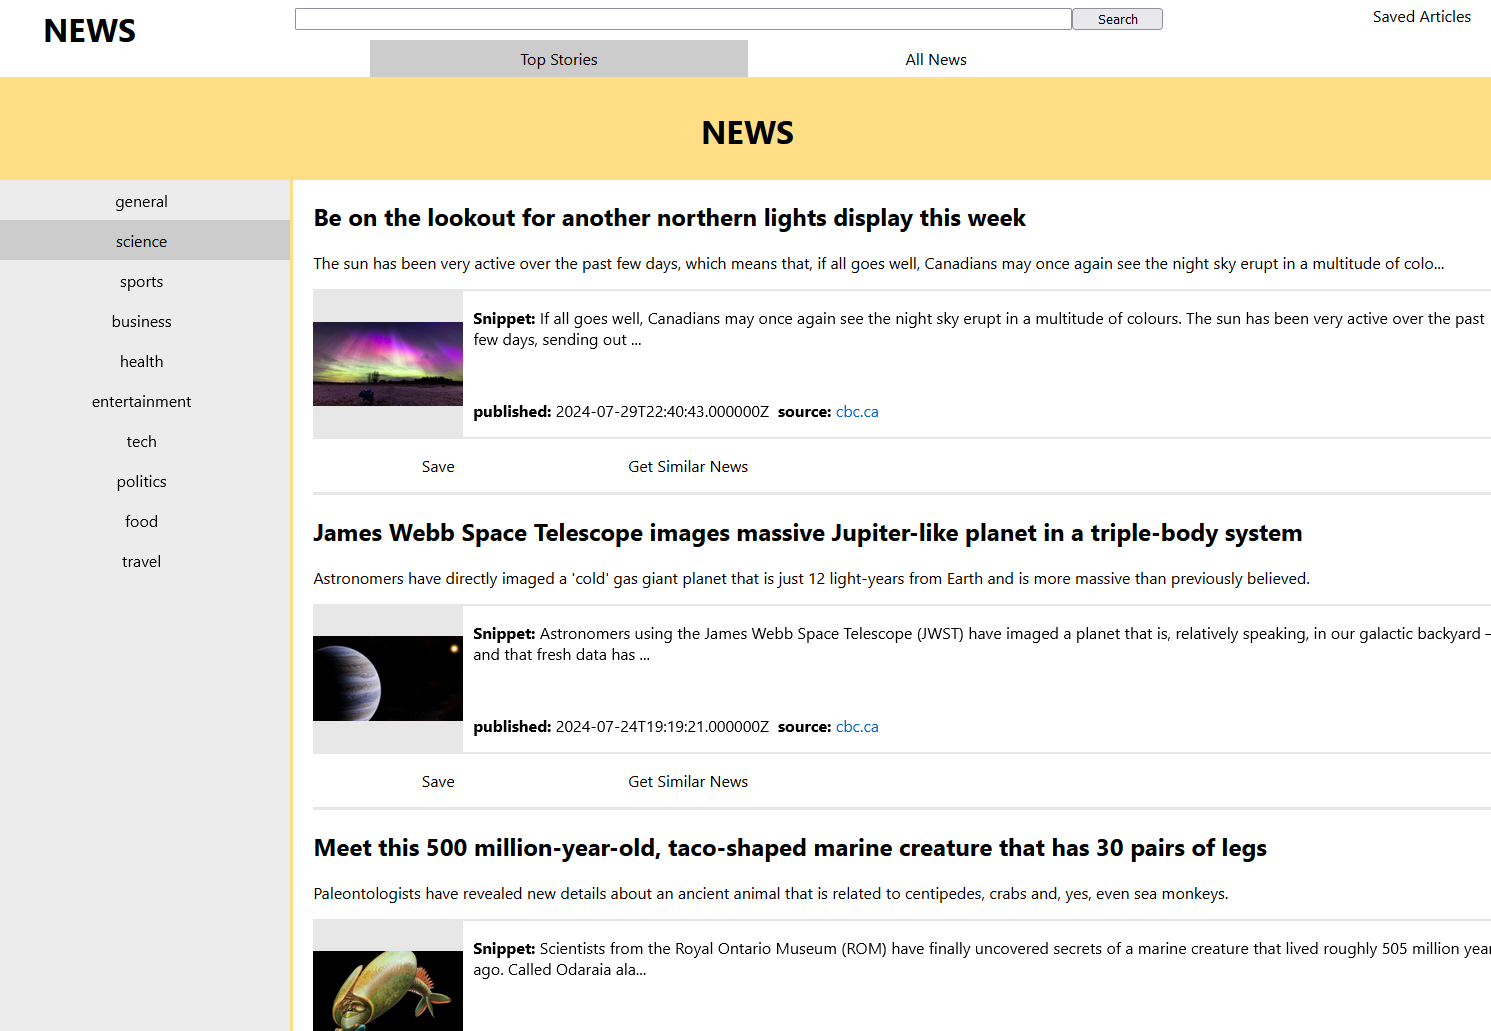 NEWS
Search
Saved Articles
Top Stories
All News
NEWS
general
science
sports
business
health
entertainment
tech
politics
food
travel
Be on the lookout for another northern lights display this week
The sun has been very active over the past few days, which means that, if all goes well, Canadians may once again see the night sky erupt in a multitude of colo...
Snippet: If all goes well, Canadians may once again see the night sky erupt in a multitude of colours. The sun has been very active over the past
few days, sending out ...
published: 2024-07-29T22:40:43.000000Z source: cbc.ca
Save
Get Similar News
James Webb Space Telescope images massive Jupiter-like planet in a triple-body system
Astronomers have directly imaged a 'cold' gas giant planet that is just 12 light-years from Earth and is more massive than previously believed.
Snippet: Astronomers using the James Webb Space Telescope (JWST) have imaged a planet that is, relatively speaking, in our galactic backyard –
and that fresh data has ...
published: 2024-07-24T19:19:21.000000Z source: cbc.ca
Save
Get Similar News
Meet this 500 million-year-old, taco-shaped marine creature that has 30 pairs of legs
Paleontologists have revealed new details about an ancient animal that is related to centipedes, crabs and, yes, even sea monkeys.
Snippet: Scientists from the Royal Ontario Museum (ROM) have finally uncovered secrets of a marine creature that lived roughly 505 million year
ago. Called Odaraia ala...